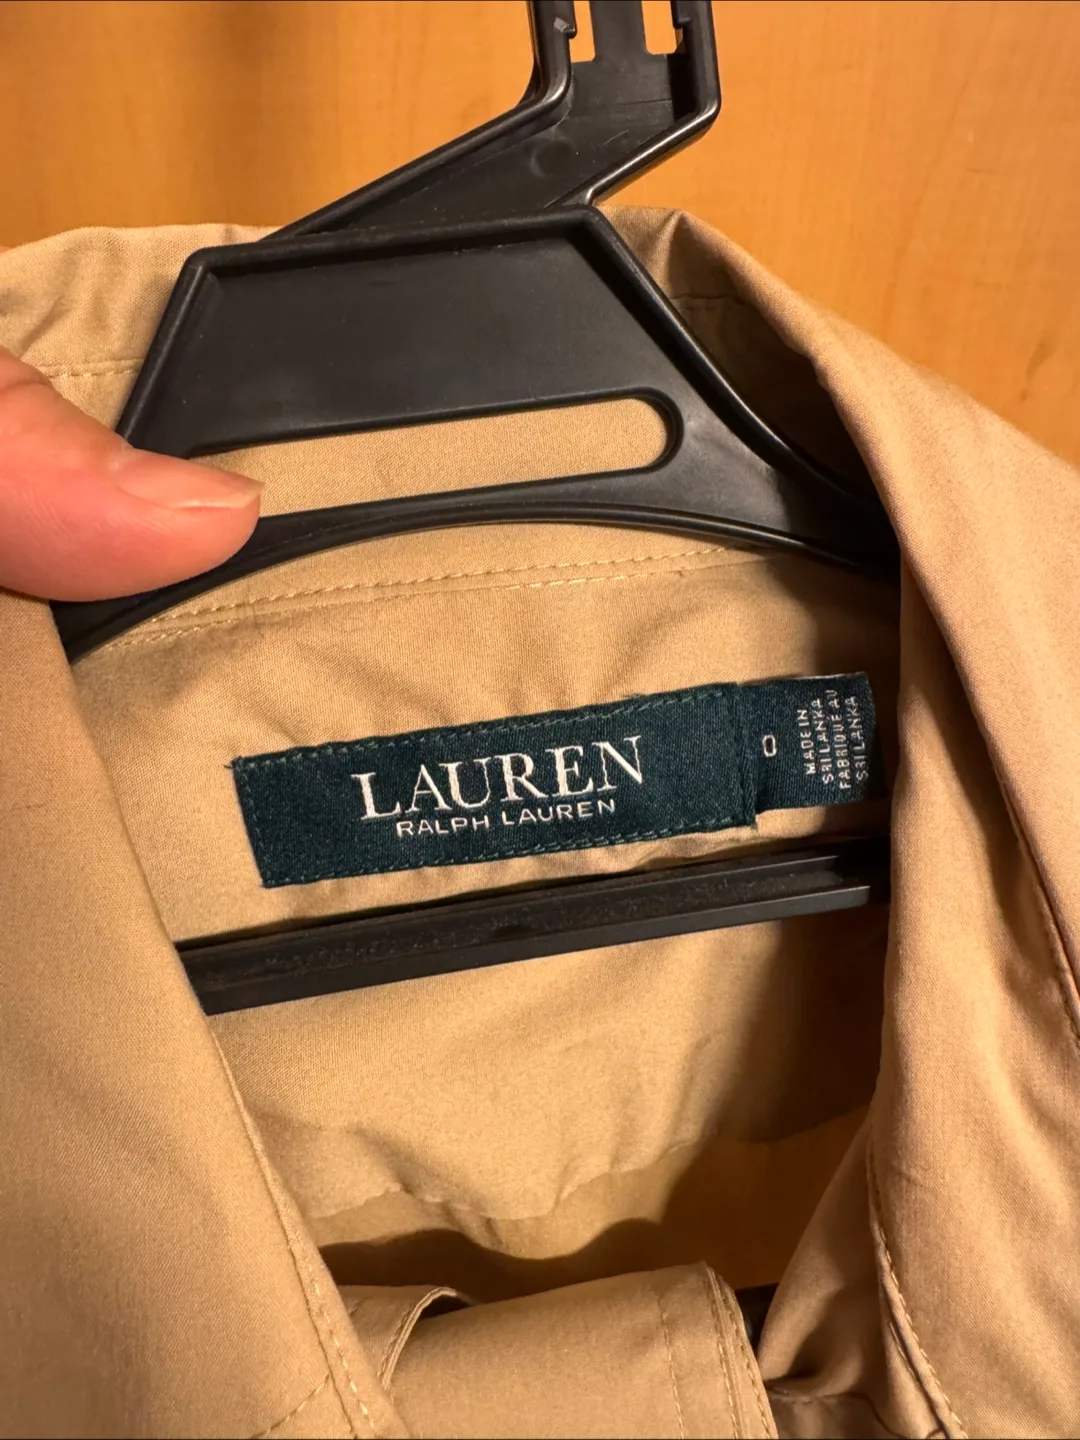 LAUREN
RALPH LAUREN
0
MADE IN
SRI LANKA
FABRIQUÉ AU
SRI LANKA